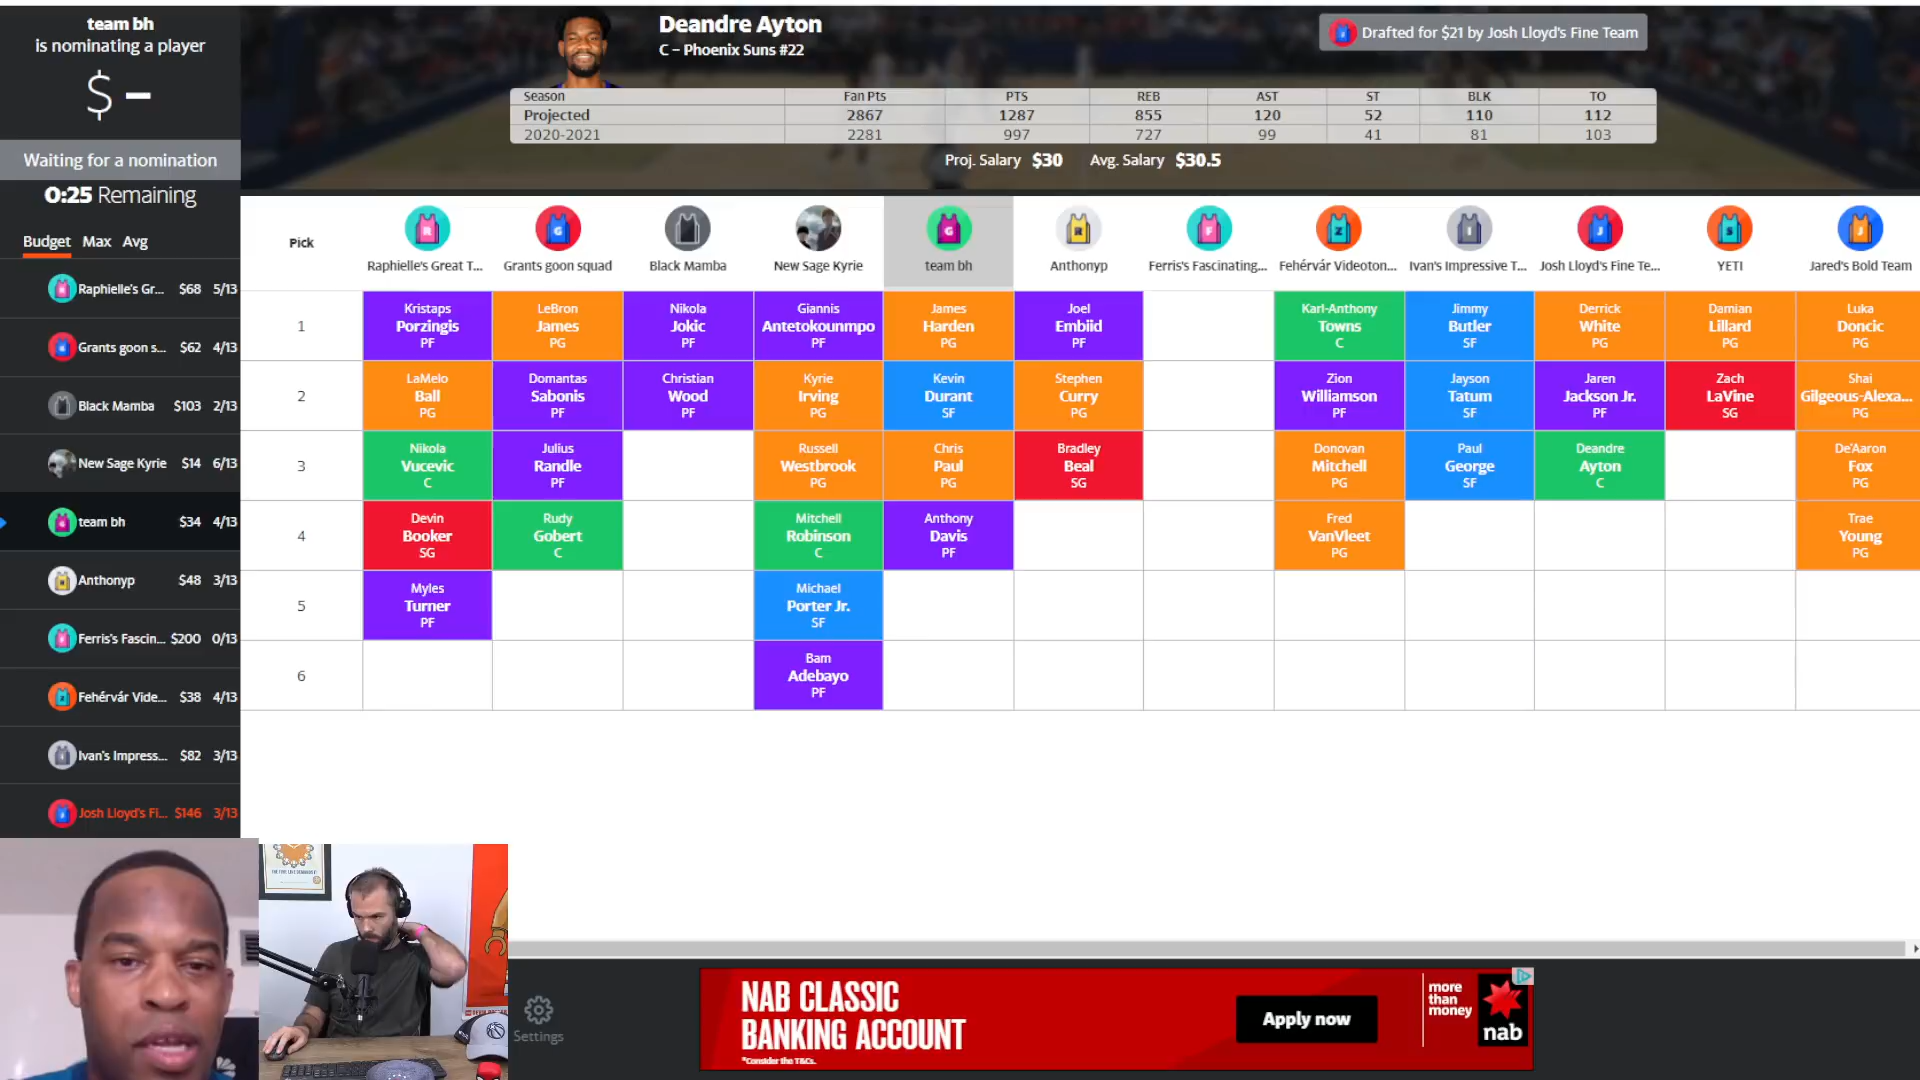 team bh
is nominating a player
$ –
Waiting for a nomination
0:25 Remaining
Budget Max Avg
Raphielle's Gr... $68 5/13
Grants goon s... $62 4/13
Black Mamba $103 2/13
New Sage Kyrie $14 6/13
team bh $34 4/13
Anthonyp $48 3/13
Ferris's Fascin... $200 0/13
Fehérvár Vide... $38 4/13
Ivan's Impress... $82 3/13
Josh Lloyd's Fi... $146 3/13
Deandre Ayton
C – Phoenix Suns #22
Drafted for $21 by Josh Lloyd's Fine Team
Season Fan Pts PTS REB AST ST BLK TO
Projected 2867 1287 855 120 52 110 112
2020-2021 2281 997 727 99 41 81 103
Proj. Salary $30 Avg. Salary $30.5
Pick Raphielle's Great T... Grants goon squad Black Mamba New Sage Kyrie team bh Anthonyp Ferris's Fascinating... Fehérvár Videoton... Ivan's Impressive T... Josh Lloyd's Fine Te... YETI Jared's Bold Team
Kristaps LeBron Nikola Giannis James Joel Karl-Anthony Jimmy Derrick Damian Luka
1 Porzingis James Jokic Antetokounmpo Harden Embiid Towns Butler White Lillard Doncic
PF PG PF PF PG PF C SF PG PG PG
LaMelo Domantas Christian Kyrie Kevin Stephen Zion Jayson Jaren Zach Shai
2 Ball Sabonis Wood Irving Durant Curry Williamson Tatum Jackson Jr. LaVine Gilgeous-Alexa...
PG PF PF PG SF PG PF SF PF SG PG
Nikola Julius Russell Chris Bradley Donovan Paul Deandre De'Aaron
3 Vucevic Randle Westbrook Paul Beal Mitchell George Ayton Fox
C PF PG PG SG PG SF C PG
Devin Rudy Mitchell Anthony Fred Trae
4 Booker Gobert Robinson Davis VanVleet Young
SG C C PF PG PG
Myles Michael
5 Turner Porter Jr.
PF SF
Bam
6 Adebayo
PF
Settings
NAB CLASSIC
BANKING ACCOUNT
*Consider the T&Cs.
Apply now
more
than
money
nab